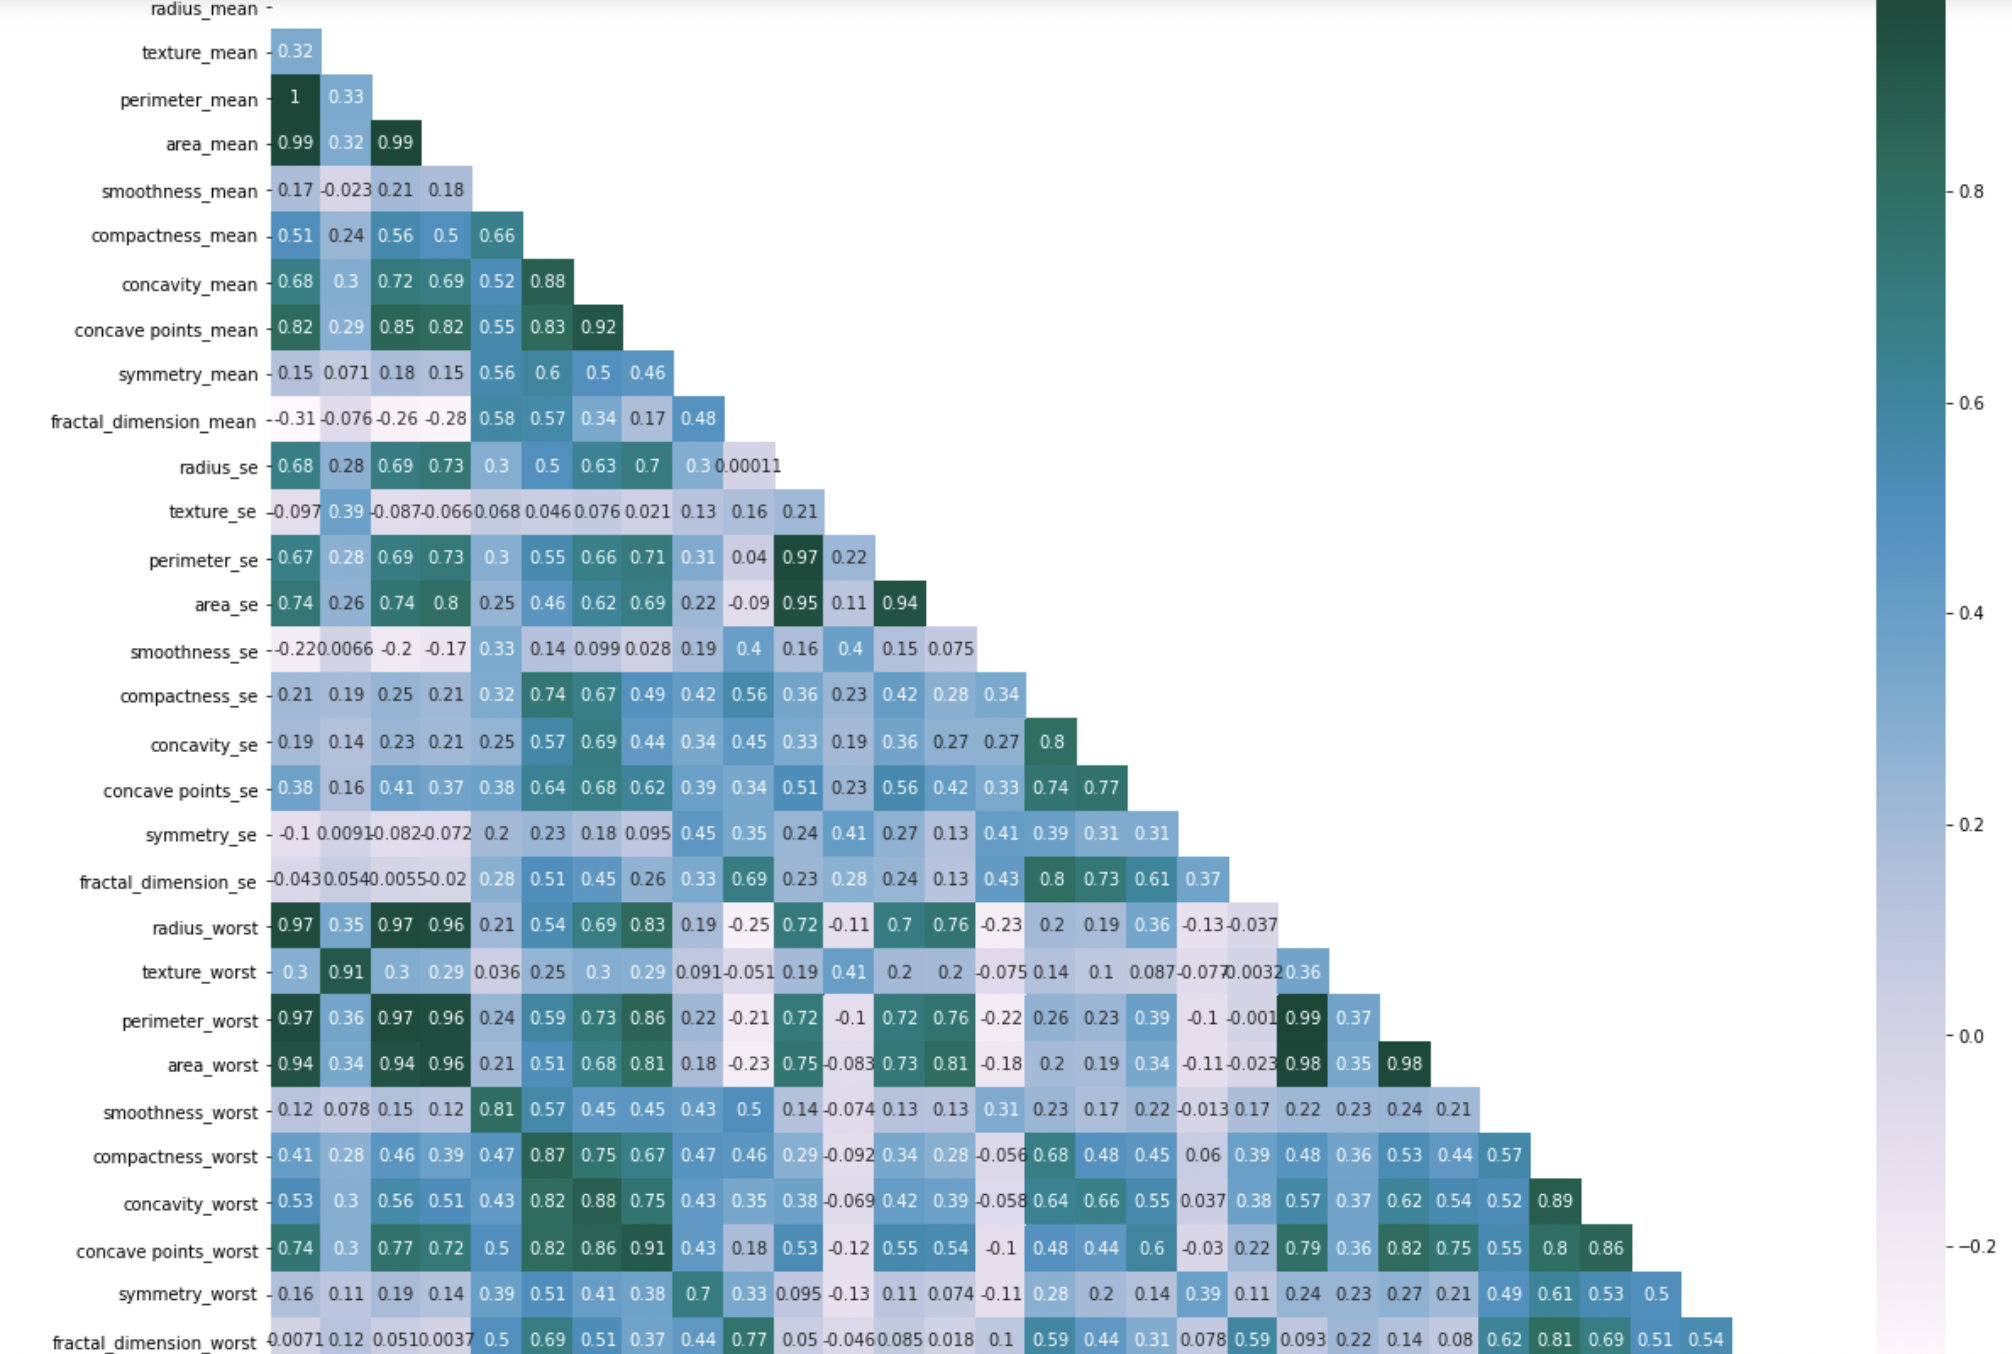 radius_mean
texture_mean 0.32
perimeter_mean 1 0.33
area_mean 0.99 0.32 0.99
smoothness_mean 0.17 -0.023 0.21 0.18
0.8
compactness_mean 0.51 0.24 0.56 0.5 0.66
concavity_mean 0.68 0.3 0.72 0.69 0.52 0.88
concave points_mean 0.82 0.29 0.85 0.82 0.55 0.83 0.92
symmetry_mean 0.15 0.071 0.18 0.15 0.56 0.6 0.5 0.46
0.6
fractal_dimension_mean -0.31 -0.076 -0.26 -0.28 0.58 0.57 0.34 0.17 0.48
radius_se 0.68 0.28 0.69 0.73 0.3 0.5 0.63 0.7 0.3 0.00011
texture_se -0.097 0.39 -0.087 -0.066 0.068 0.046 0.076 0.021 0.13 0.16 0.21
perimeter_se 0.67 0.28 0.69 0.73 0.3 0.55 0.66 0.71 0.31 0.04 0.97 0.22
area_se 0.74 0.26 0.74 0.8 0.25 0.46 0.62 0.69 0.22 -0.09 0.95 0.11 0.94
0.4
smoothness_se -0.22 0.0066 -0.2 -0.17 0.33 0.14 0.099 0.028 0.19 0.4 0.16 0.4 0.15 0.075
compactness_se 0.21 0.19 0.25 0.21 0.32 0.74 0.67 0.49 0.42 0.56 0.36 0.23 0.42 0.28 0.34
concavity_se 0.19 0.14 0.23 0.21 0.25 0.57 0.69 0.44 0.34 0.45 0.33 0.19 0.36 0.27 0.27 0.8
concave points_se 0.38 0.16 0.41 0.37 0.38 0.64 0.68 0.62 0.39 0.34 0.51 0.23 0.56 0.42 0.33 0.74 0.77
0.2
symmetry_se -0.1 0.0091 -0.082 -0.072 0.2 0.23 0.18 0.095 0.45 0.35 0.24 0.41 0.27 0.13 0.41 0.39 0.31 0.31
fractal_dimension_se -0.043 0.054 0.0055 -0.02 0.28 0.51 0.45 0.26 0.33 0.69 0.23 0.28 0.24 0.13 0.43 0.8 0.73 0.61 0.37
radius_worst 0.97 0.35 0.97 0.96 0.21 0.54 0.69 0.83 0.19 -0.25 0.72 -0.11 0.7 0.76 -0.23 0.2 0.19 0.36 -0.13 -0.037
texture_worst 0.3 0.91 0.3 0.29 0.036 0.25 0.3 0.29 0.091 -0.051 0.19 0.41 0.2 0.2 -0.075 0.14 0.1 0.087 -0.077 -0.0032 0.36
perimeter_worst 0.97 0.36 0.97 0.96 0.24 0.59 0.73 0.86 0.22 -0.21 0.72 -0.1 0.72 0.76 -0.22 0.26 0.23 0.39 -0.1 -0.001 0.99 0.37
0.0
area_worst 0.94 0.34 0.94 0.96 0.21 0.51 0.68 0.81 0.18 -0.23 0.75 -0.083 0.73 0.81 -0.18 0.2 0.19 0.34 -0.11 -0.023 0.98 0.35 0.98
smoothness_worst 0.12 0.078 0.15 0.12 0.81 0.57 0.45 0.45 0.43 0.5 0.14 -0.074 0.13 0.13 0.31 0.23 0.17 0.22 -0.013 0.17 0.22 0.23 0.24 0.21
compactness_worst 0.41 0.28 0.46 0.39 0.47 0.87 0.75 0.67 0.47 0.46 0.29 -0.092 0.34 0.28 -0.056 0.68 0.48 0.45 0.06 0.39 0.48 0.36 0.53 0.44 0.57
concavity_worst 0.53 0.3 0.56 0.51 0.43 0.82 0.88 0.75 0.43 0.35 0.38 -0.069 0.42 0.39 -0.058 0.64 0.66 0.55 0.037 0.38 0.57 0.37 0.62 0.54 0.52 0.89
concave points_worst 0.74 0.3 0.77 0.72 0.5 0.82 0.86 0.91 0.43 0.18 0.53 -0.12 0.55 0.54 -0.1 0.48 0.44 0.6 -0.03 0.22 0.79 0.36 0.82 0.75 0.55 0.8 0.86
−0.2
symmetry_worst 0.16 0.11 0.19 0.14 0.39 0.51 0.41 0.38 0.7 0.33 0.095 -0.13 0.11 0.074 -0.11 0.28 0.2 0.14 0.39 0.11 0.24 0.23 0.27 0.21 0.49 0.61 0.53 0.5
fractal_dimension_worst 0.0071 0.12 0.051 0.0037 0.5 0.69 0.51 0.37 0.44 0.77 0.05 -0.046 0.085 0.018 0.1 0.59 0.44 0.31 0.078 0.59 0.093 0.22 0.14 0.08 0.62 0.81 0.69 0.51 0.54